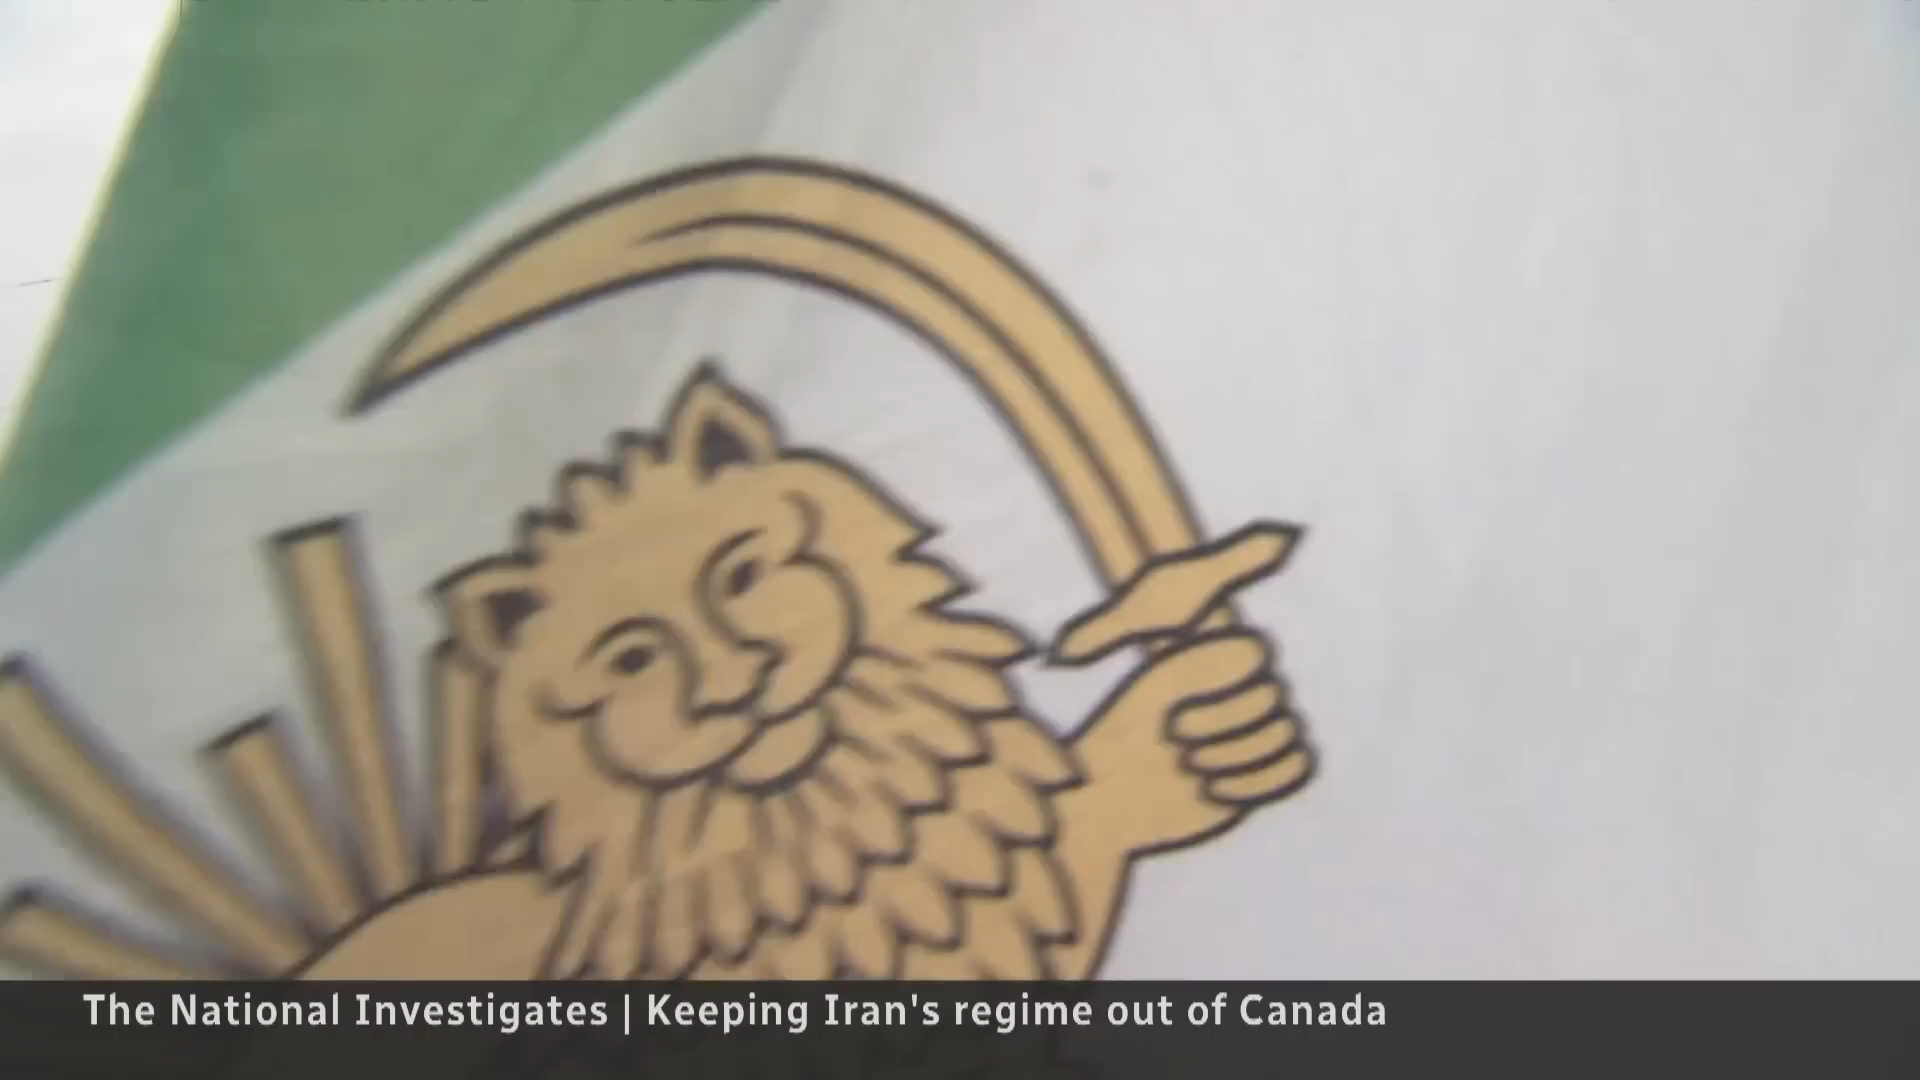 The National Investigates | Keeping Iran's regime out of Canada